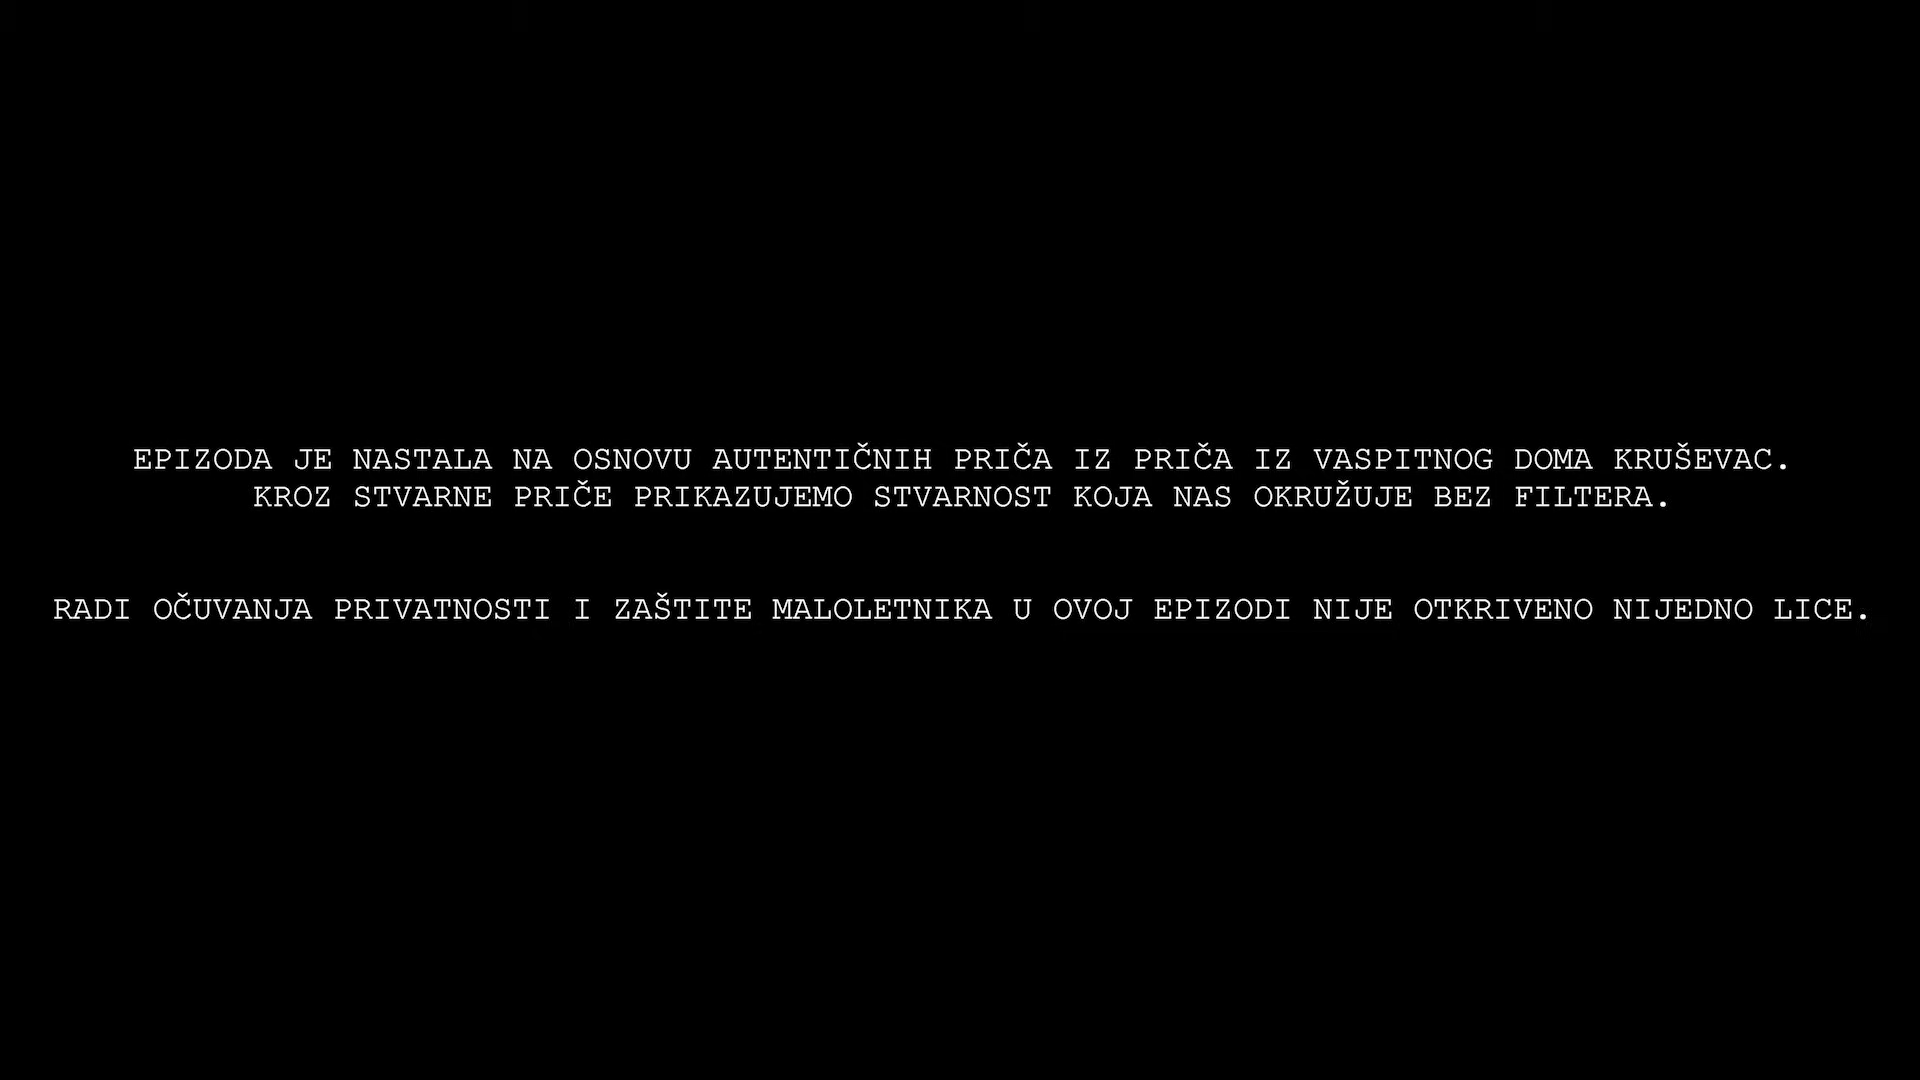 EPIZODA JE NASTALA NA OSNOVU AUTENTIČNIH PRIČA IZ PRIČA IZ VASPITNOG DOMA KRUŠEVAC.
KROZ STVARNE PRIČE PRIKAZUJEMO STVARNOST KOJA NAS OKRUŽUJE BEZ FILTERA.
RADI OČUVANJA PRIVATNOSTI I ZAŠTITE MALOLETNIKA U OVOJ EPIZODI NIJE OTKRIVENO NIJEDNO LICE.